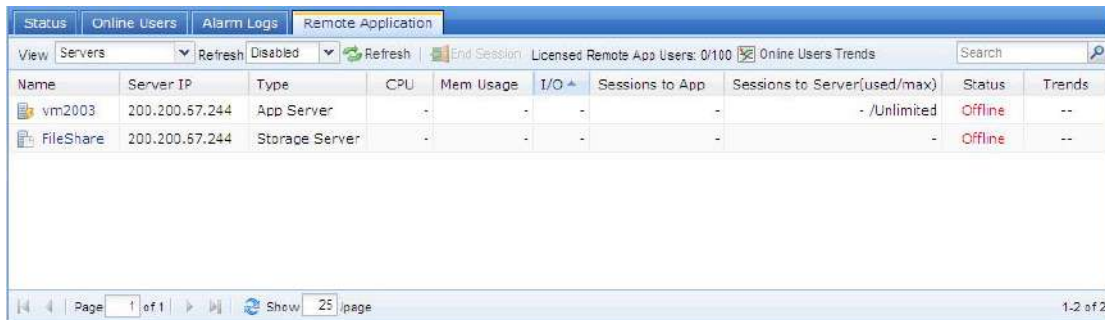 Status Online Users Alarm Logs Remote Application
View Servers Refresh Disabled Refresh End Session Licensed Remote App Users: 0/100 Online Users Trends Search
Name Server IP Type CPU Mem Usage I/O Sessions to App Sessions to Server(used/max) Status Trends
vm2003 200.200.67.244 App Server - - - - - /Unlimited Offline --
FileShare 200.200.67.244 Storage Server - - - - - Offline --
Page 1 of 1 Show 25 /page 1-2 of 2